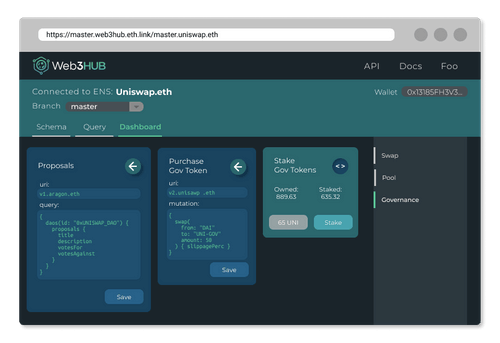 https://master.web3hub.eth.link/master.uniswap.eth
Web3HUB
API Docs Foo
Connected to ENS: Uniswap.eth
Wallet 0x13185FH3V3...
Branch master
Schema Query Dashboard
Proposals
uri:
v1.aragon.eth
query:
{
daos(id: "0xUNISWAP_DAO") {
proposals {
title
description
votesFor
votesAgainst
}
}
}
Save
Purchase
Gov Token
uri:
v2.uniswap .eth
mutation:
{
swap(
from: "DAI"
to: "UNI-GOV"
amount: 50
) { slippagePerc }
}
Save
Stake
Gov Tokens
< >
Owned: Staked:
889.63 635.32
65 UNI Stake
Swap
Pool
Governance